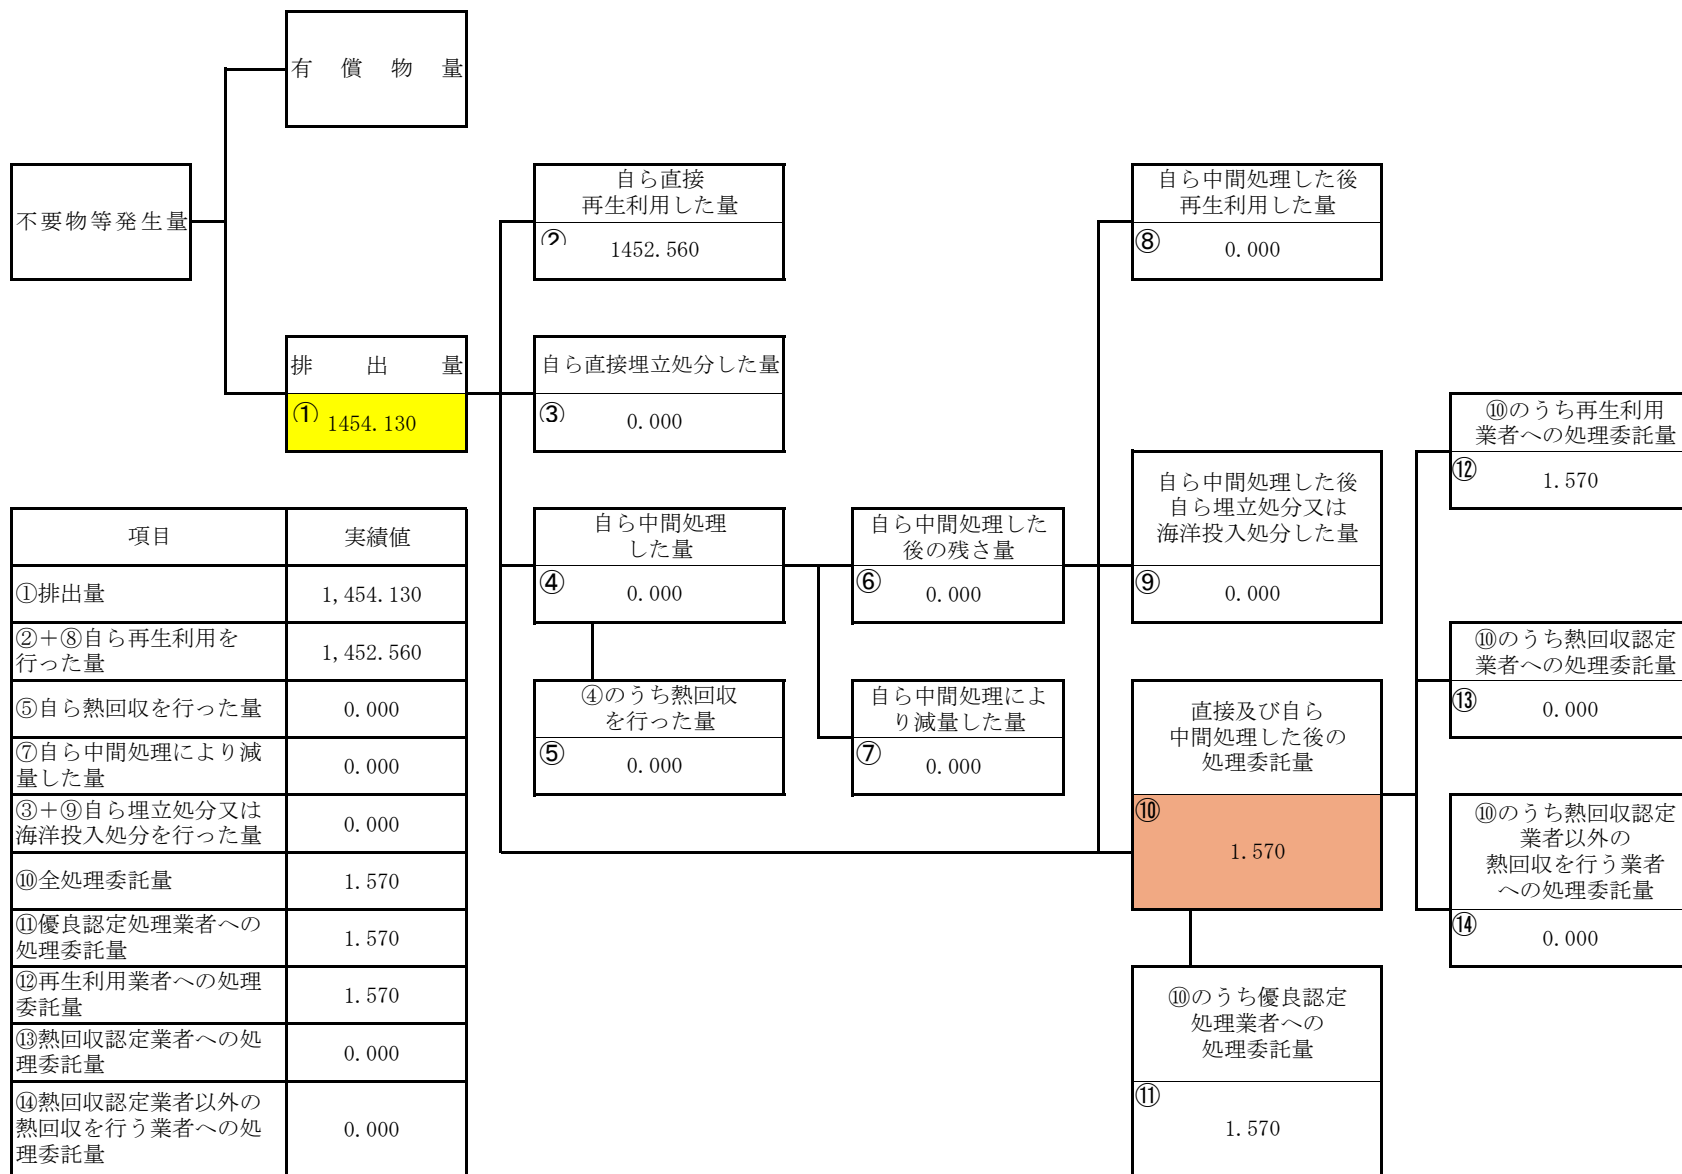 有償物量
不要物等発生量
排出量
①
1454.130
自ら直接
再生利用した量
②
1452.560
自ら直接埋立処分した量
③
0.000
自ら中間処理
した量
④
0.000
④のうち熱回収
を行った量
⑤
0.000
自ら中間処理した
後の残さ量
⑥
0.000
自ら中間処理によ
り減量した量
⑦
0.000
自ら中間処理した後
再生利用した量
⑧
0.000
自ら中間処理した後
自ら埋立処分又は
海洋投入処分した量
⑨
0.000
直接及び自ら
中間処理した後の
処理委託量
⑩
1.570
⑩のうち優良認定
処理業者への
処理委託量
⑪
1.570
⑩のうち再生利用
業者への処理委託量
⑫
1.570
⑩のうち熱回収認定
業者への処理委託量
⑬
0.000
⑩のうち熱回収認定
業者以外の
熱回収を行う業者
への処理委託量
⑭
0.000
項目 実績値
①排出量 1,454.130
②+⑧自ら再生利用を
行った量 1,452.560
⑤自ら熱回収を行った量 0.000
⑦自ら中間処理により減
量した量 0.000
③+⑨自ら埋立処分又は
海洋投入処分を行った量 0.000
⑩全処理委託量 1.570
⑪優良認定処理業者への
処理委託量 1.570
⑫再生利用業者への処理
委託量 1.570
⑬熱回収認定業者への処
理委託量 0.000
⑭熱回収認定業者以外の
熱回収を行う業者への処
理委託量 0.000